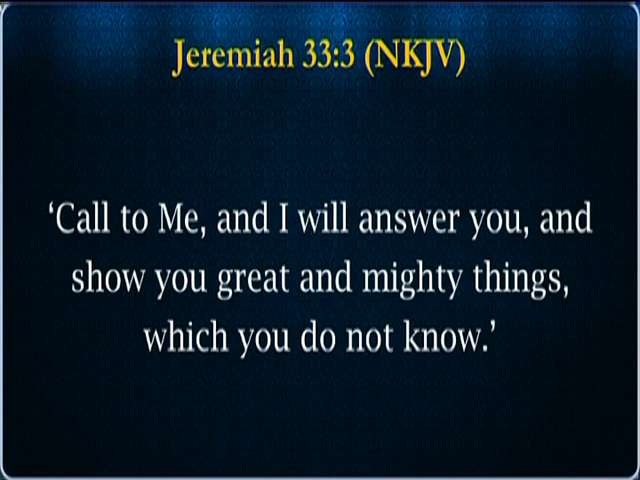 Jeremiah 33:3 (NKJV)
‘Call to Me, and I will answer you, and
show you great and mighty things,
which you do not know.’